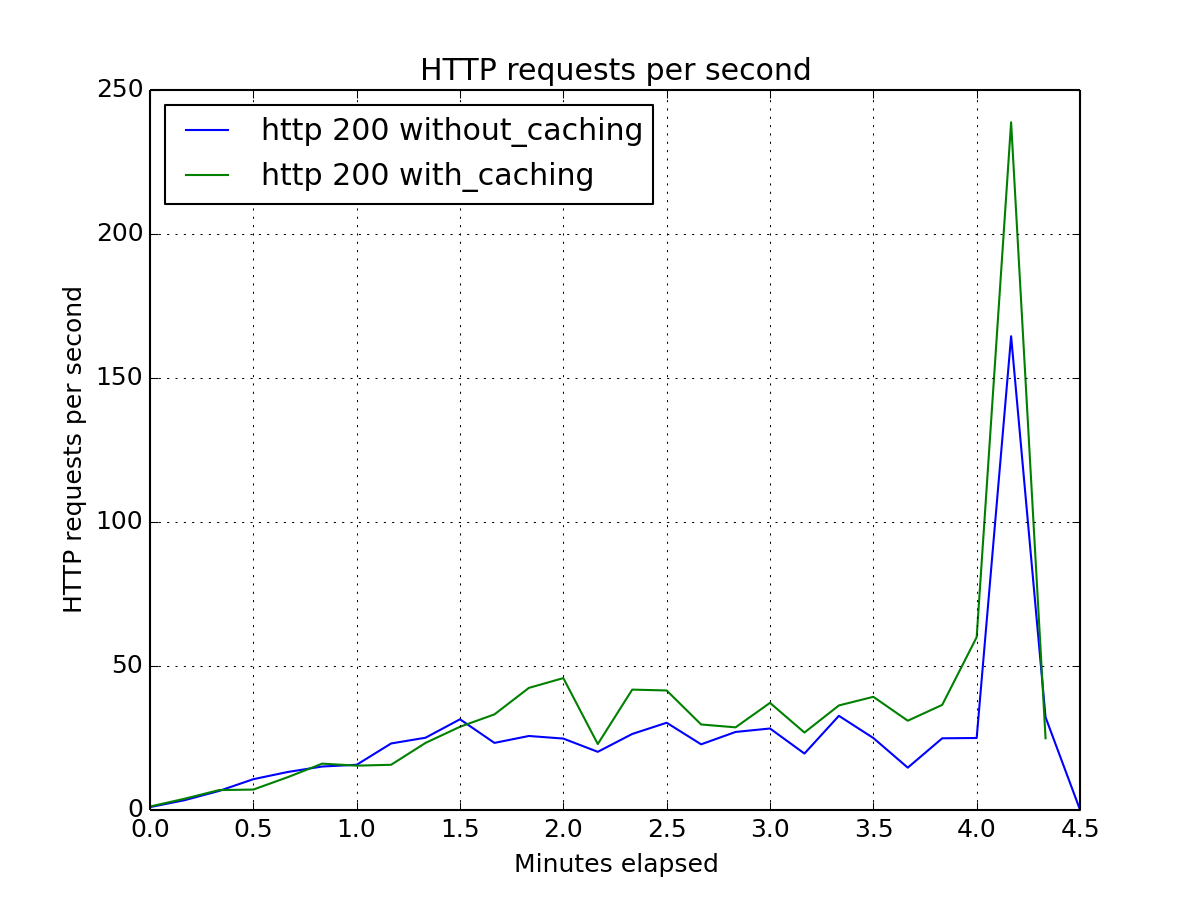 HTTP requests per second
250
http 200 without_caching
http 200 with_caching
200
150
100
50
0
HTTP requests per second
0.0 0.5 1.0 1.5 2.0 2.5 3.0 3.5 4.0 4.5
Minutes elapsed